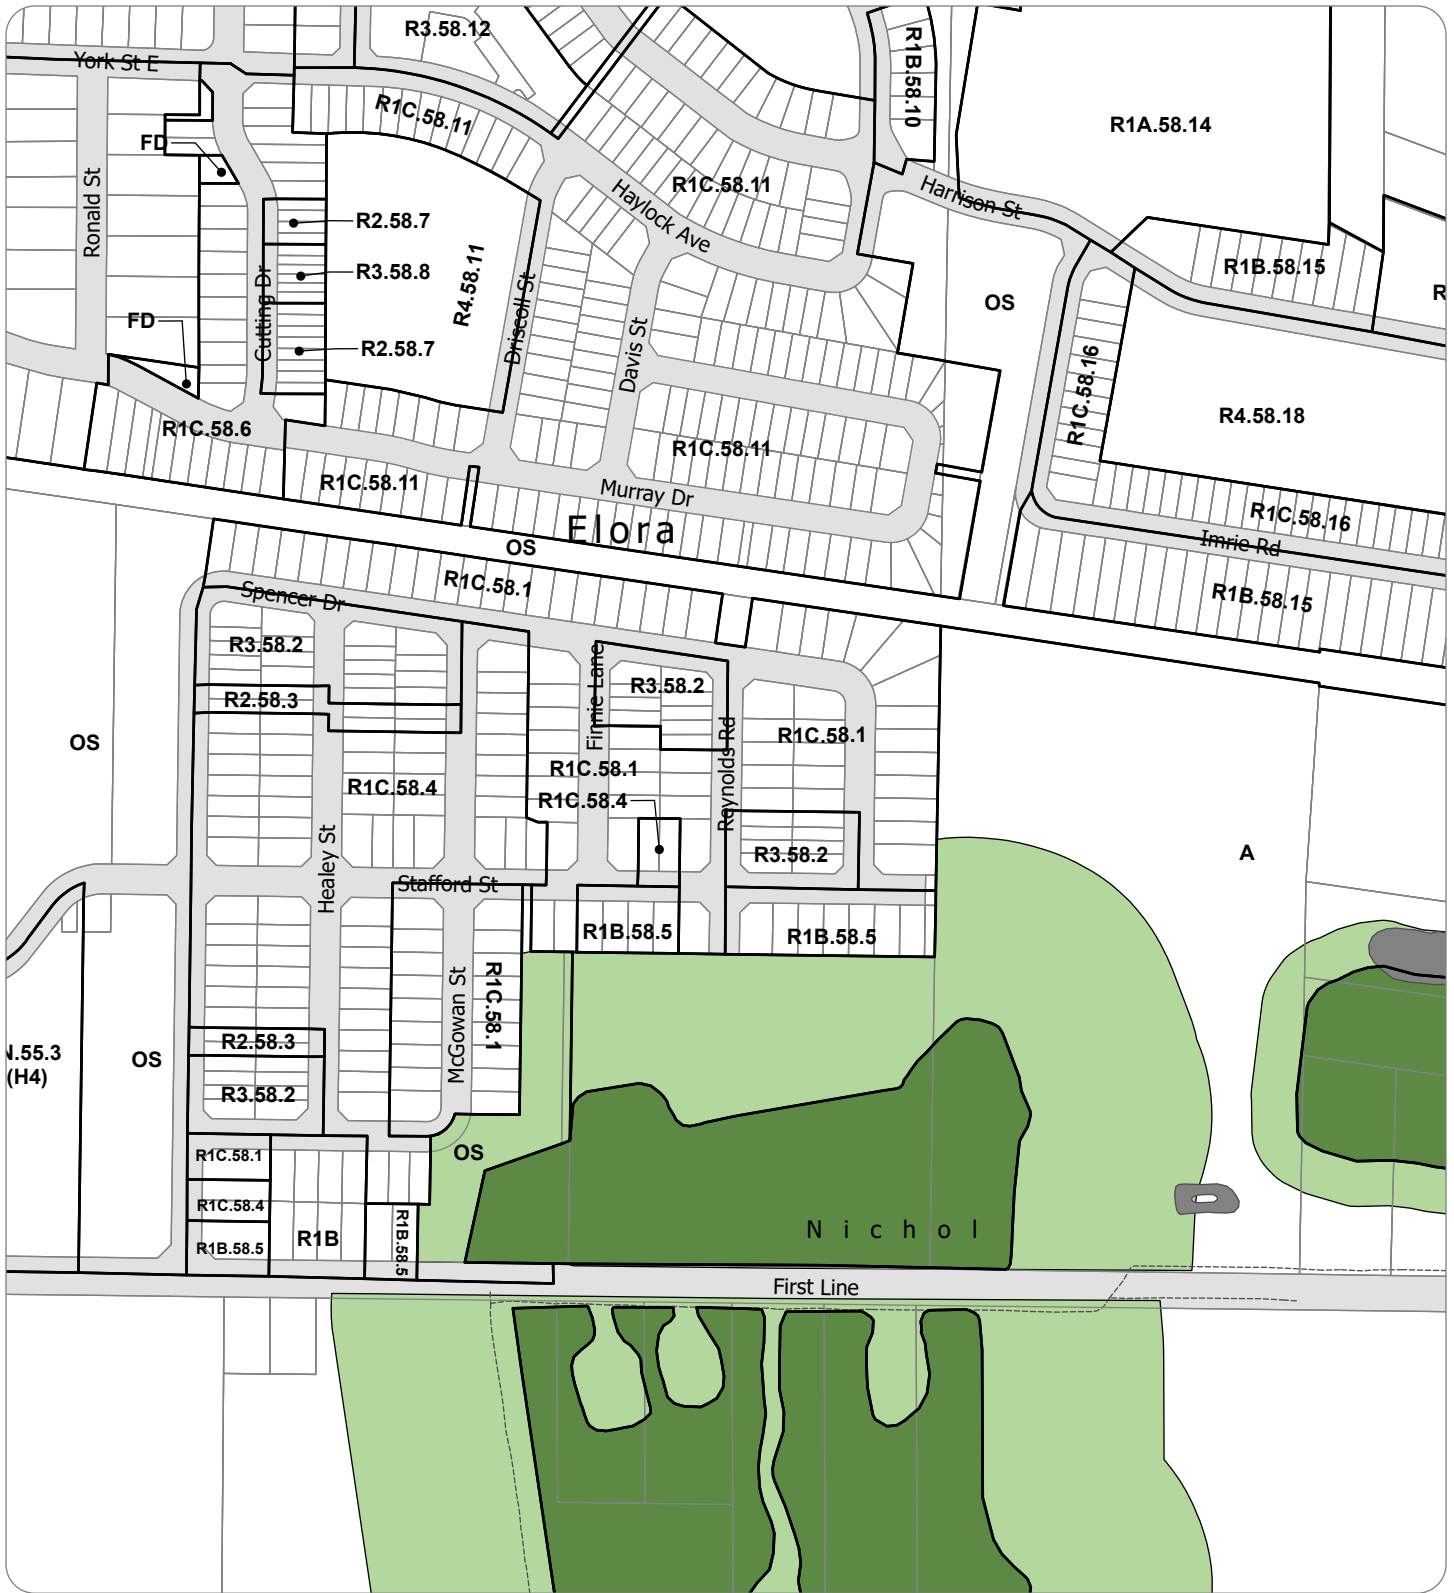 R3.58.12
R1B.58.10
York St E
R1C.58.11
R1A.58.14
FD
Ronald St
R1C.58.11
Haylock Ave
Harrison St
R2.58.7
R3.58.8
R4.58.11
R1B.58.15
OS
FD
Cutting Dr
Driscoll St
Davis St
R2.58.7
R1C.58.16
R4.58.18
R1C.58.6
R1C.58.11
R1C.58.11
Murray Dr
R1C.58.16
Elora
OS
Imrie Rd
R1C.58.1
Spencer Dr
R1B.58.15
R3.58.2
R3.58.2
R2.58.3
Finnie Lane
Reynolds Rd
OS
R1C.58.1
R1C.58.1
R1C.58.4
R1C.58.4
R3.58.2
A
Healey St
Stafford St
R1B.58.5
R1B.58.5
McGowan St
R1C.58.1
R2.58.3
.55.3
(H4)
OS
R3.58.2
R1C.58.1
OS
R1C.58.4
R1B.58.5
R1B
R1B.58.5
Nichol
First Line